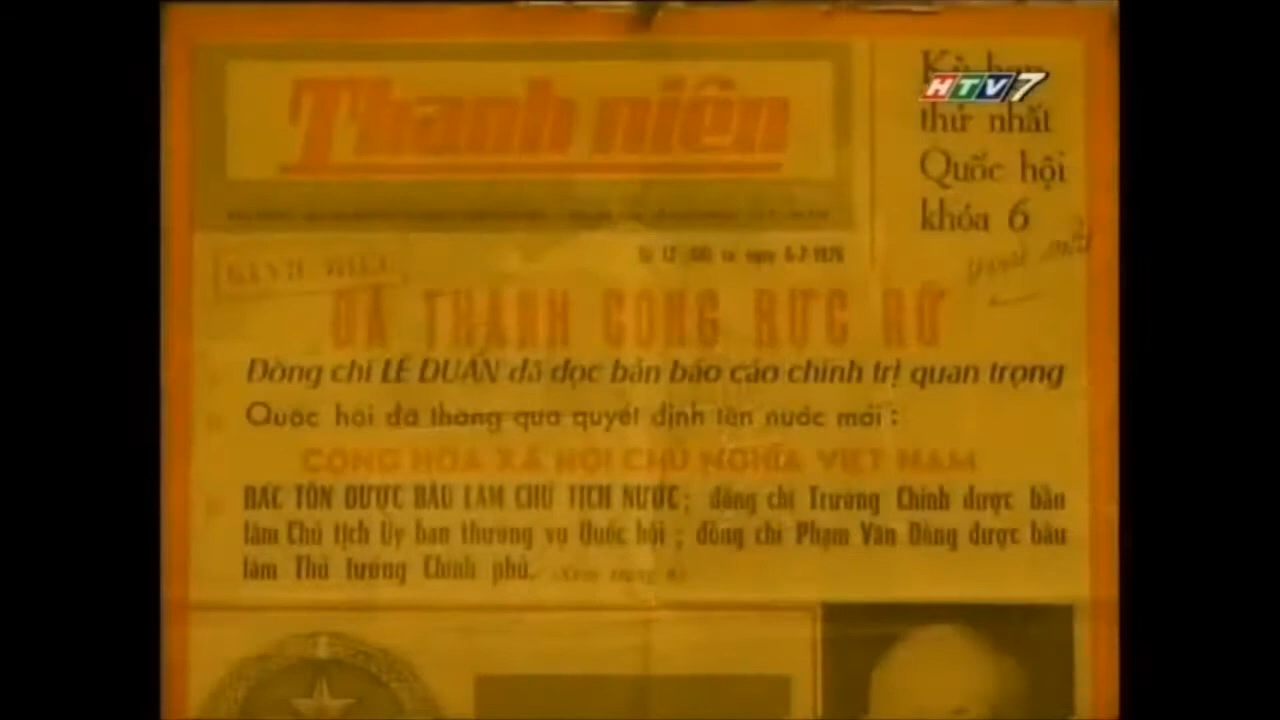 HTV7
Thanh niên
Kỳ họp
thứ nhất
Quốc hội
khóa 6
ĐÃ THÀNH CÔNG RỰC RỠ
Đồng chí LÊ DUẨN đã đọc bản báo cáo chính trị quan trọng
Quốc hội đã thông qua quyết định tên nước mới :
CỘNG HÒA XÃ HỘI CHỦ NGHĨA VIỆT NAM
BÁC TÔN ĐƯỢC BẦU LÀM CHỦ TỊCH NƯỚC ; đồng chí Trường Chinh được bầu
làm Chủ tịch Ủy ban thường vụ Quốc hội ; đồng chí Phạm Văn Đồng được bầu
làm Thủ tướng Chính phủ.